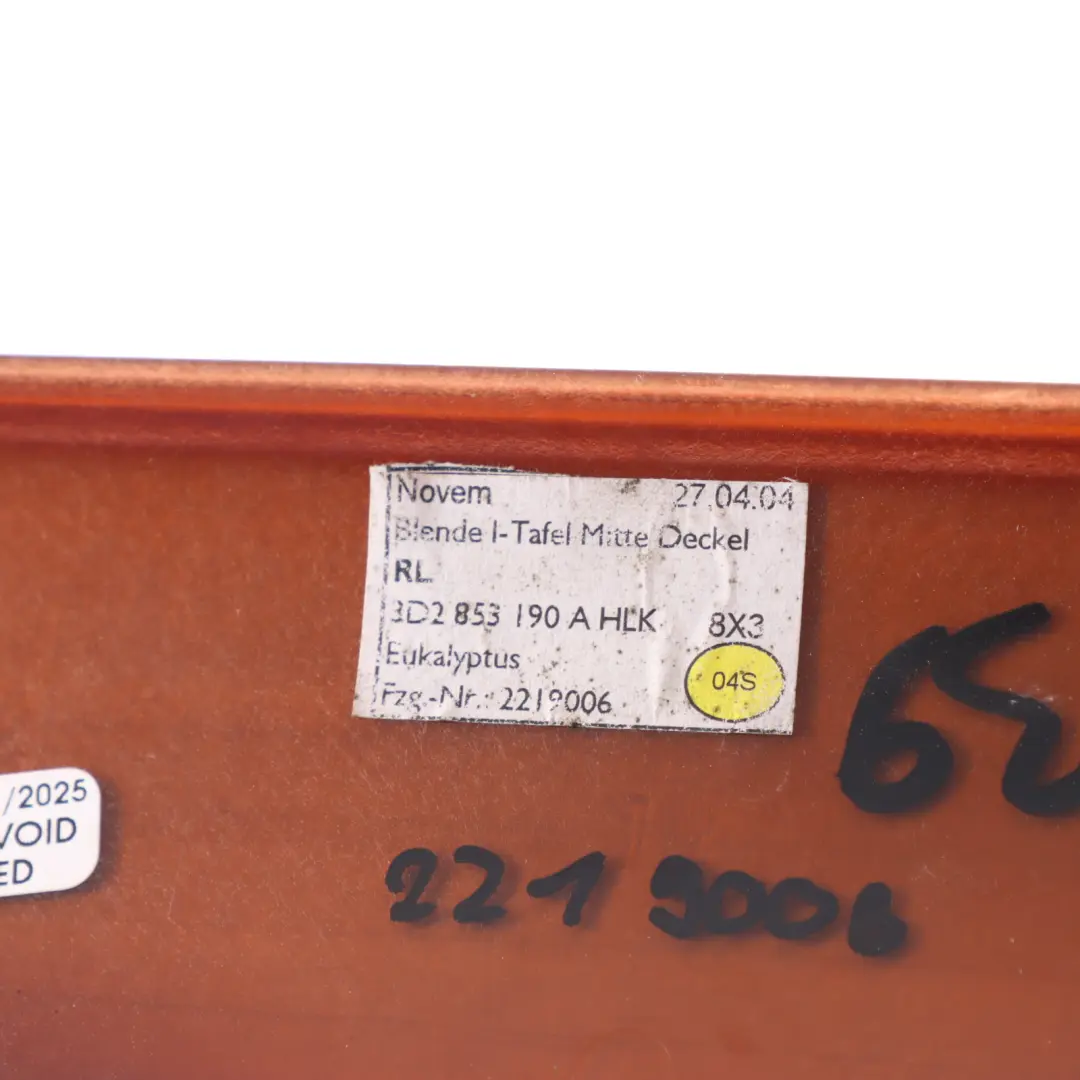 Novem 27.04.04
Blende I-Tafel Mitte Deckel
RL
3D2 853 190 A HLK 8X3
Eukalyptus 04S
Fzg.-Nr.: 2219006
/2025
VOID
ED
2219006